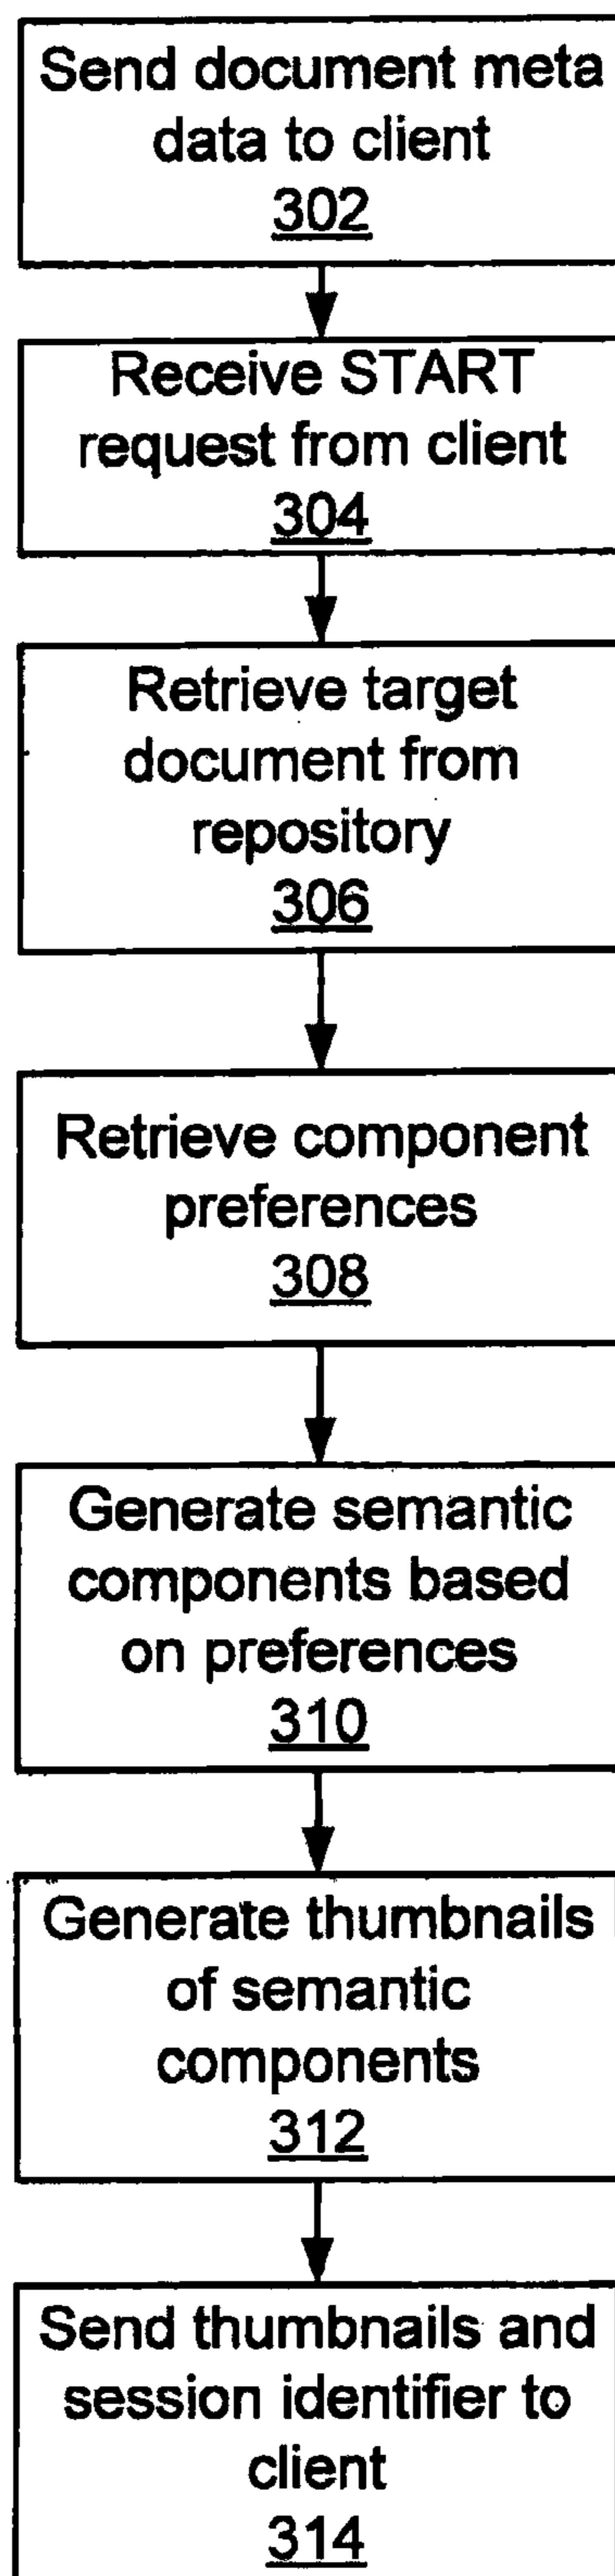 Send document meta
data to client
302
Receive START
request from client
304
Retrieve target
document from
repository
306
Retrieve component
preferences
308
Generate semantic
components based
on preferences
310
Generate thumbnails
of semantic
components
312
Send thumbnails and
session identifier to
client
314